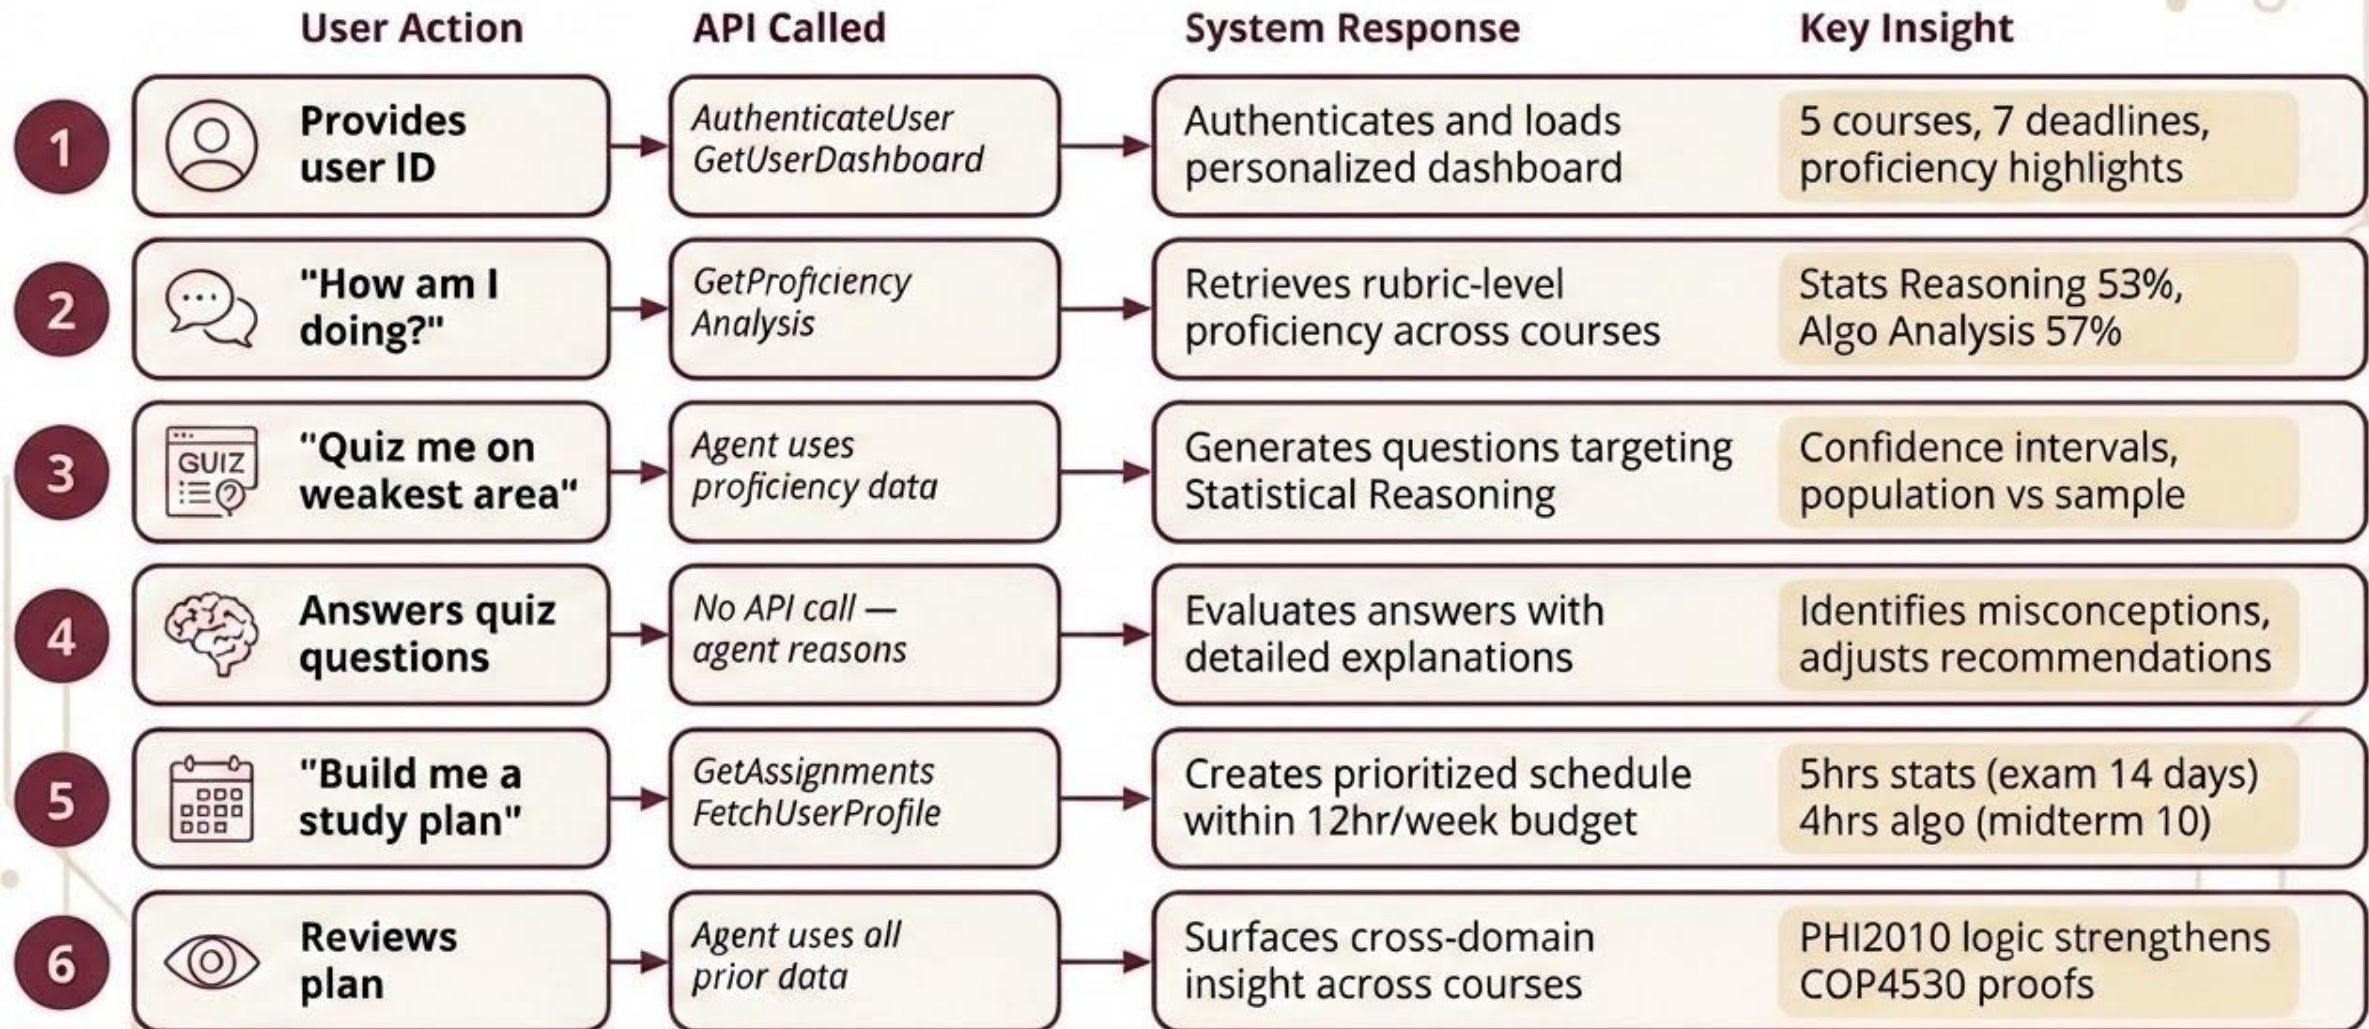 User Action
API Called
System Response
Key Insight
1
Provides
user ID
AuthenticateUser
GetUserDashboard
Authenticates and loads
personalized dashboard
5 courses, 7 deadlines,
proficiency highlights
2
"How am I
doing?"
GetProficiency
Analysis
Retrieves rubric-level
proficiency across courses
Stats Reasoning 53%,
Algo Analysis 57%
3
GUIZ
"Quiz me on
weakest area"
Agent uses
proficiency data
Generates questions targeting
Statistical Reasoning
Confidence intervals,
population vs sample
4
Answers quiz
questions
No API call —
agent reasons
Evaluates answers with
detailed explanations
Identifies misconceptions,
adjusts recommendations
5
"Build me a
study plan"
GetAssignments
FetchUserProfile
Creates prioritized schedule
within 12hr/week budget
5hrs stats (exam 14 days)
4hrs algo (midterm 10)
6
Reviews
plan
Agent uses all
prior data
Surfaces cross-domain
insight across courses
PHI2010 logic strengthens
COP4530 proofs